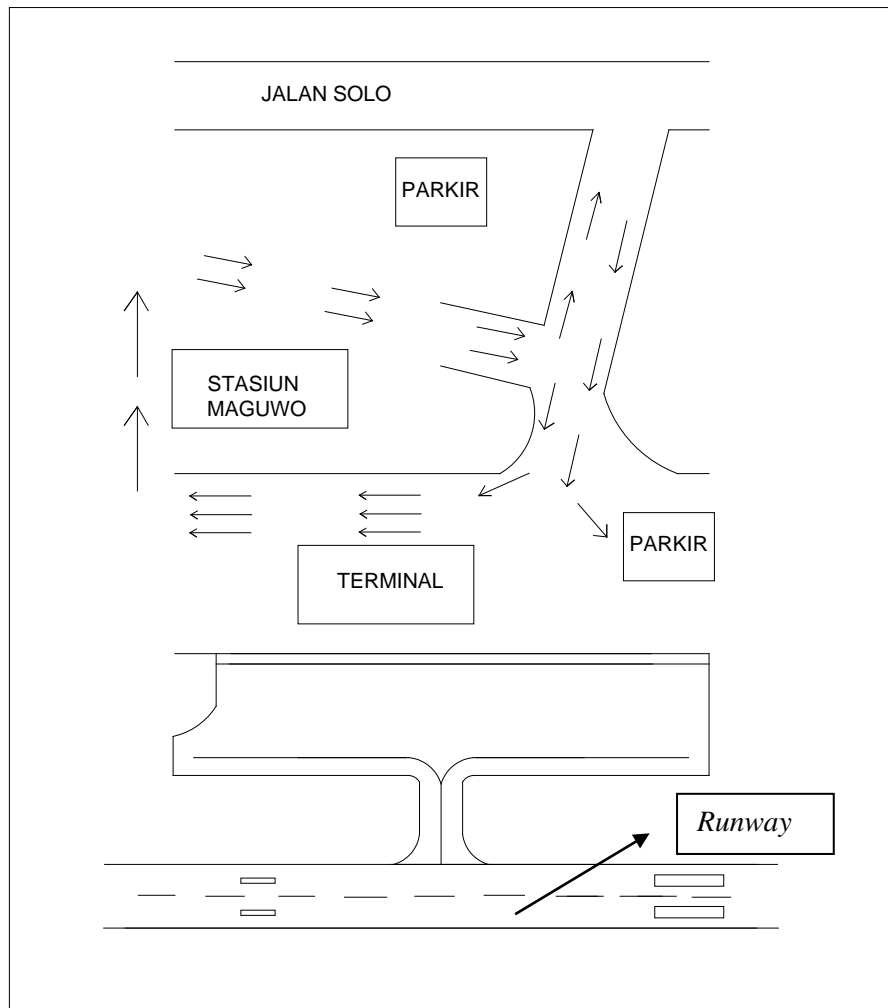 JALAN SOLO
PARKIR
STASIUN
MAGUWO
PARKIR
TERMINAL
Runway